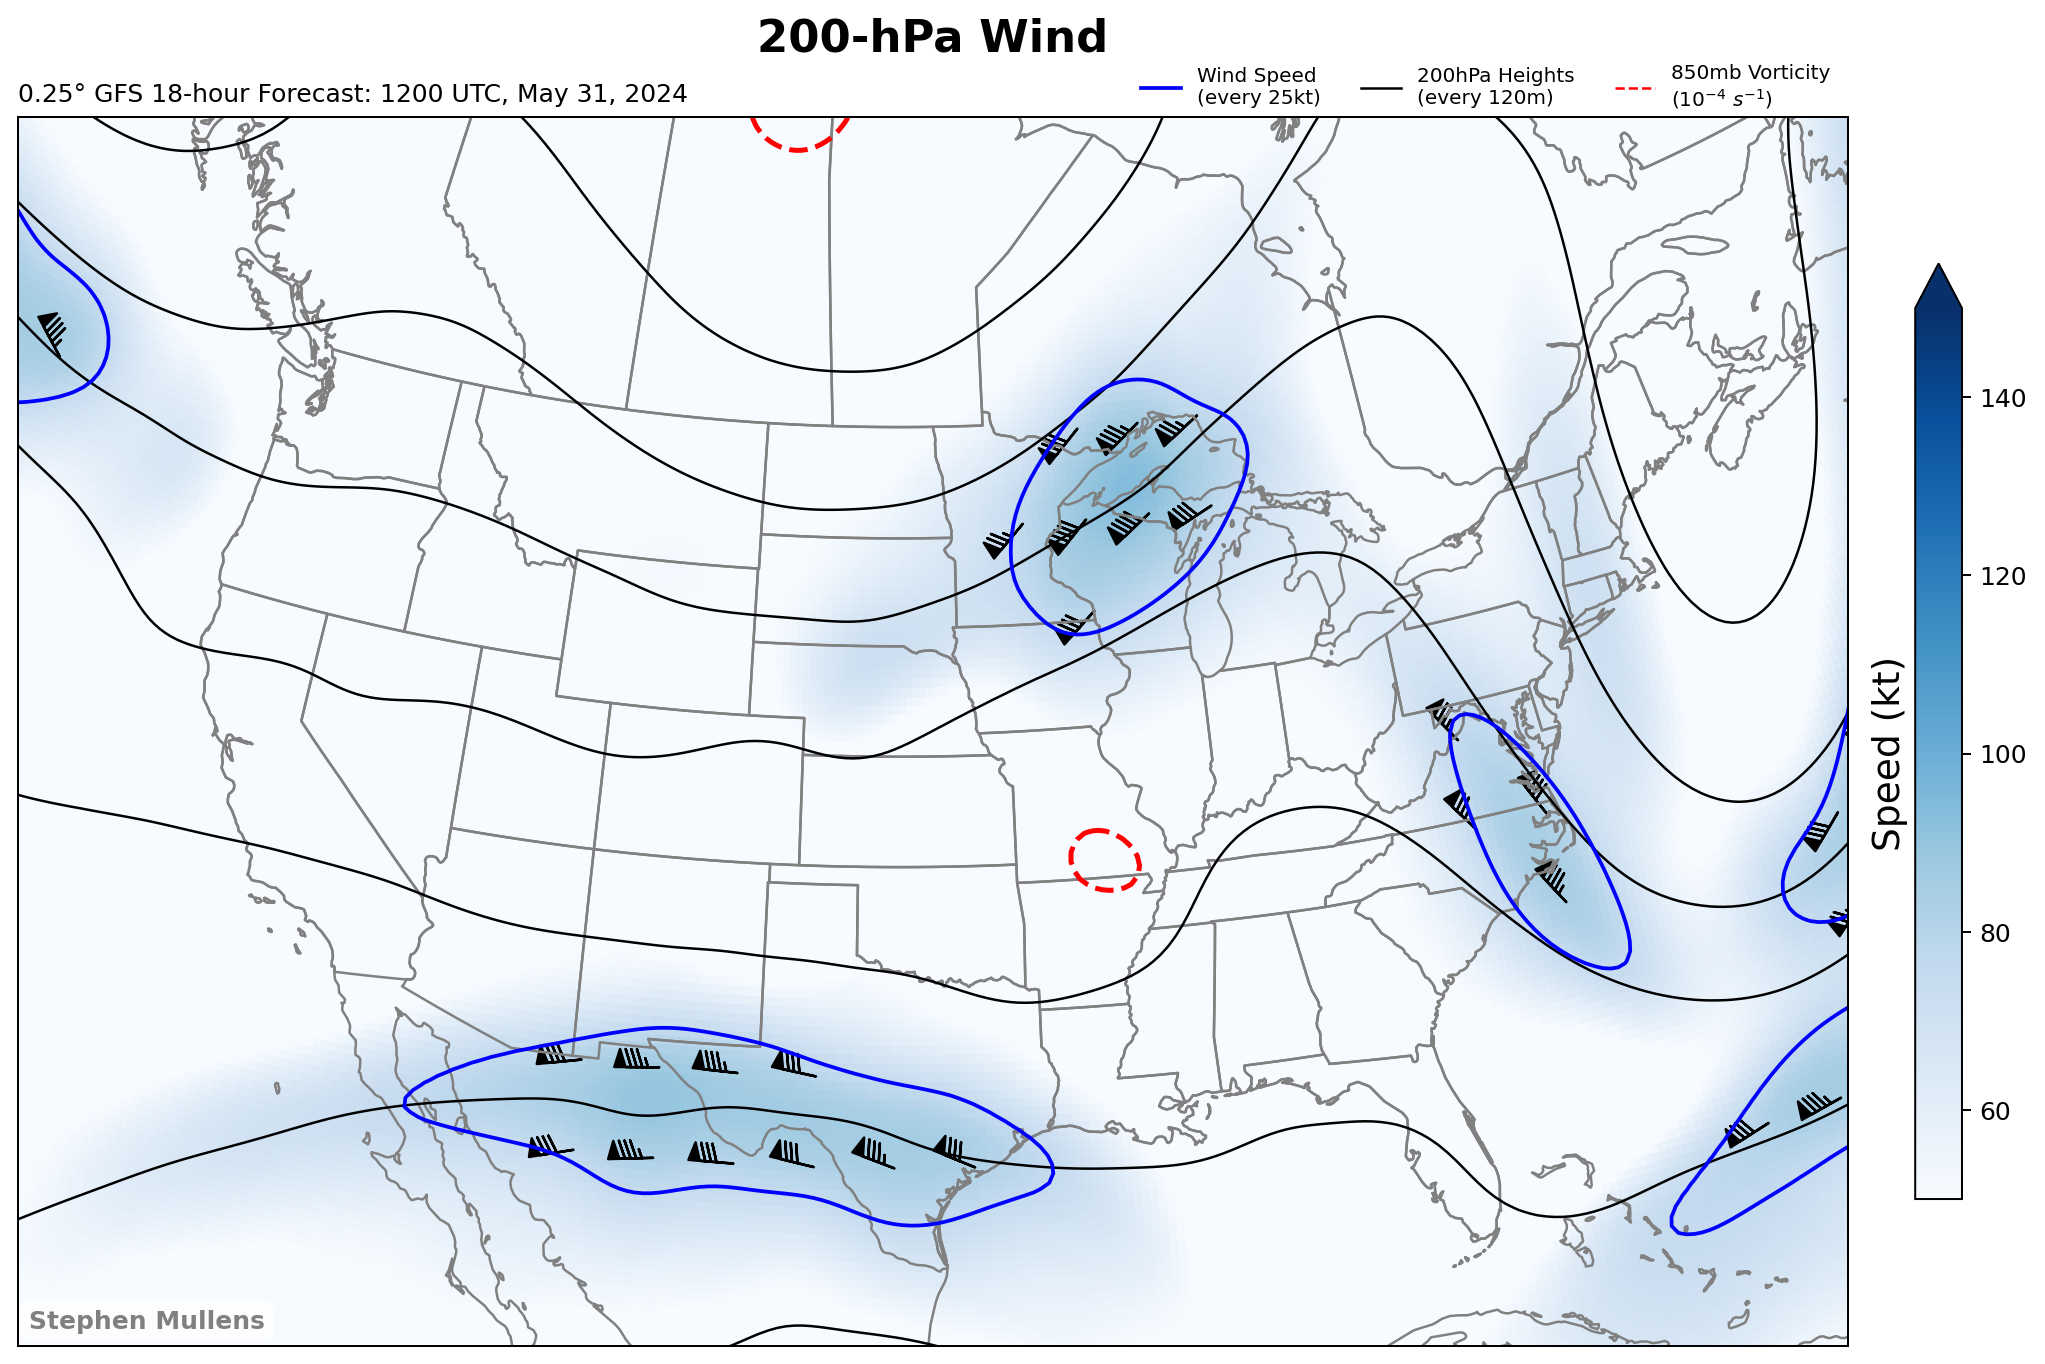 200-hPa Wind
0.25° GFS 18-hour Forecast: 1200 UTC, May 31, 2024
Wind Speed
(every 25kt)
200hPa Heights
(every 120m)
850mb Vorticity
(10⁻⁴ s⁻¹)
140
120
100
80
60
Speed (kt)
Stephen Mullens